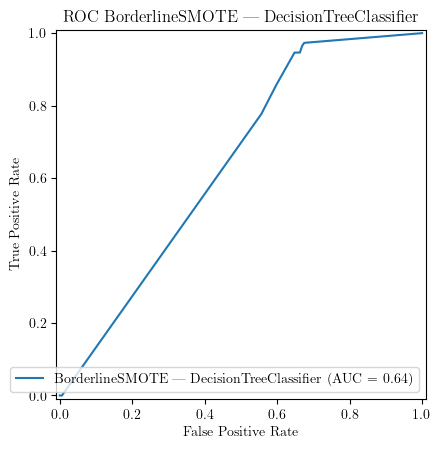 ROC BorderlineSMOTE — DecisionTreeClassifier
1.0
0.8
0.6
0.4
0.2
0.0
True Positive Rate
BorderlineSMOTE — DecisionTreeClassifier (AUC = 0.64)
0.0 0.2 0.4 0.6 0.8 1.0
False Positive Rate